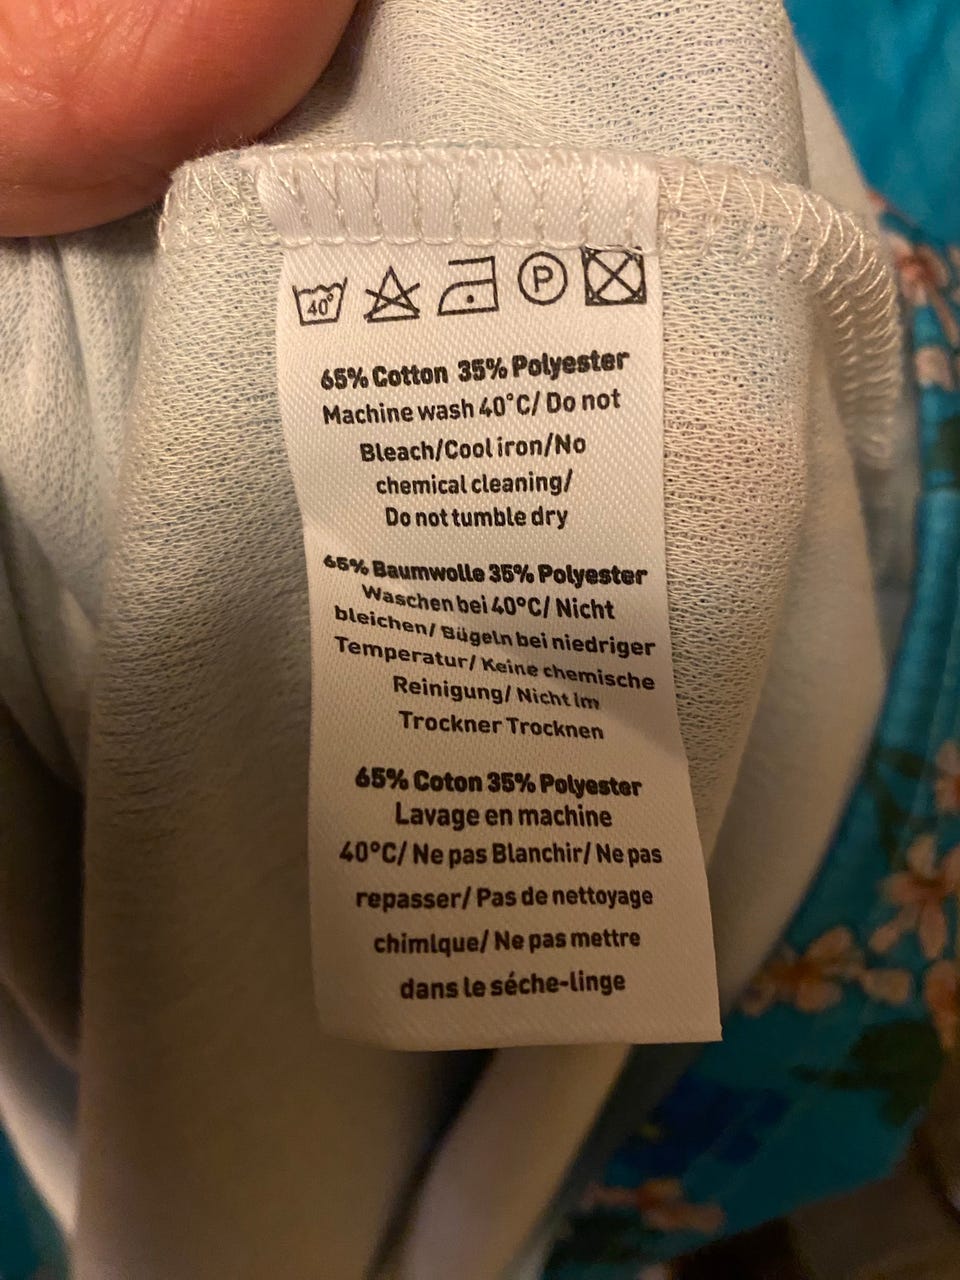 40° P
65% Cotton 35% Polyester
Machine wash 40°C/ Do not
Bleach/Cool iron/No
chemical cleaning/
Do not tumble dry
65% Baumwolle 35% Polyester
Waschen bei 40°C/ Nicht
bleichen/ Bügeln bei niedriger
Temperatur/ Keine chemische
Reinigung/ Nicht im
Trockner Trocknen
65% Coton 35% Polyester
Lavage en machine
40°C/ Ne pas Blanchir/ Ne pas
repasser/ Pas de nettoyage
chimlque/ Ne pas mettre
dans le séche-linge